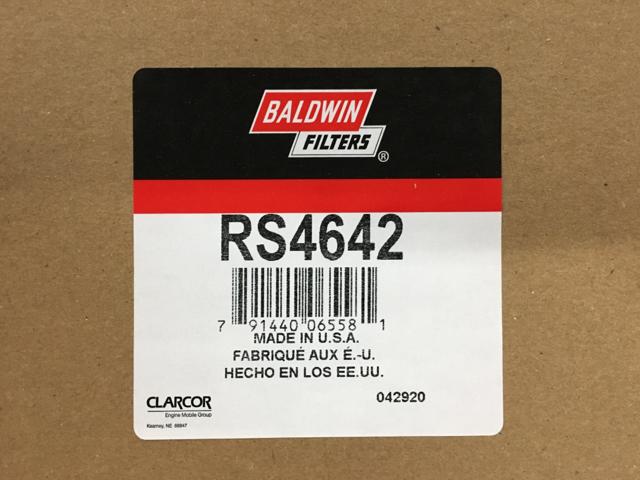 BALDWIN
FILTERS®
RS4642
7 91440 06558 1
MADE IN U.S.A.
FABRIQUÉ AUX É.-U.
HECHO EN LOS EE.UU.
042920
CLARCOR
Engine Mobile Group
Kearney, NE 68847